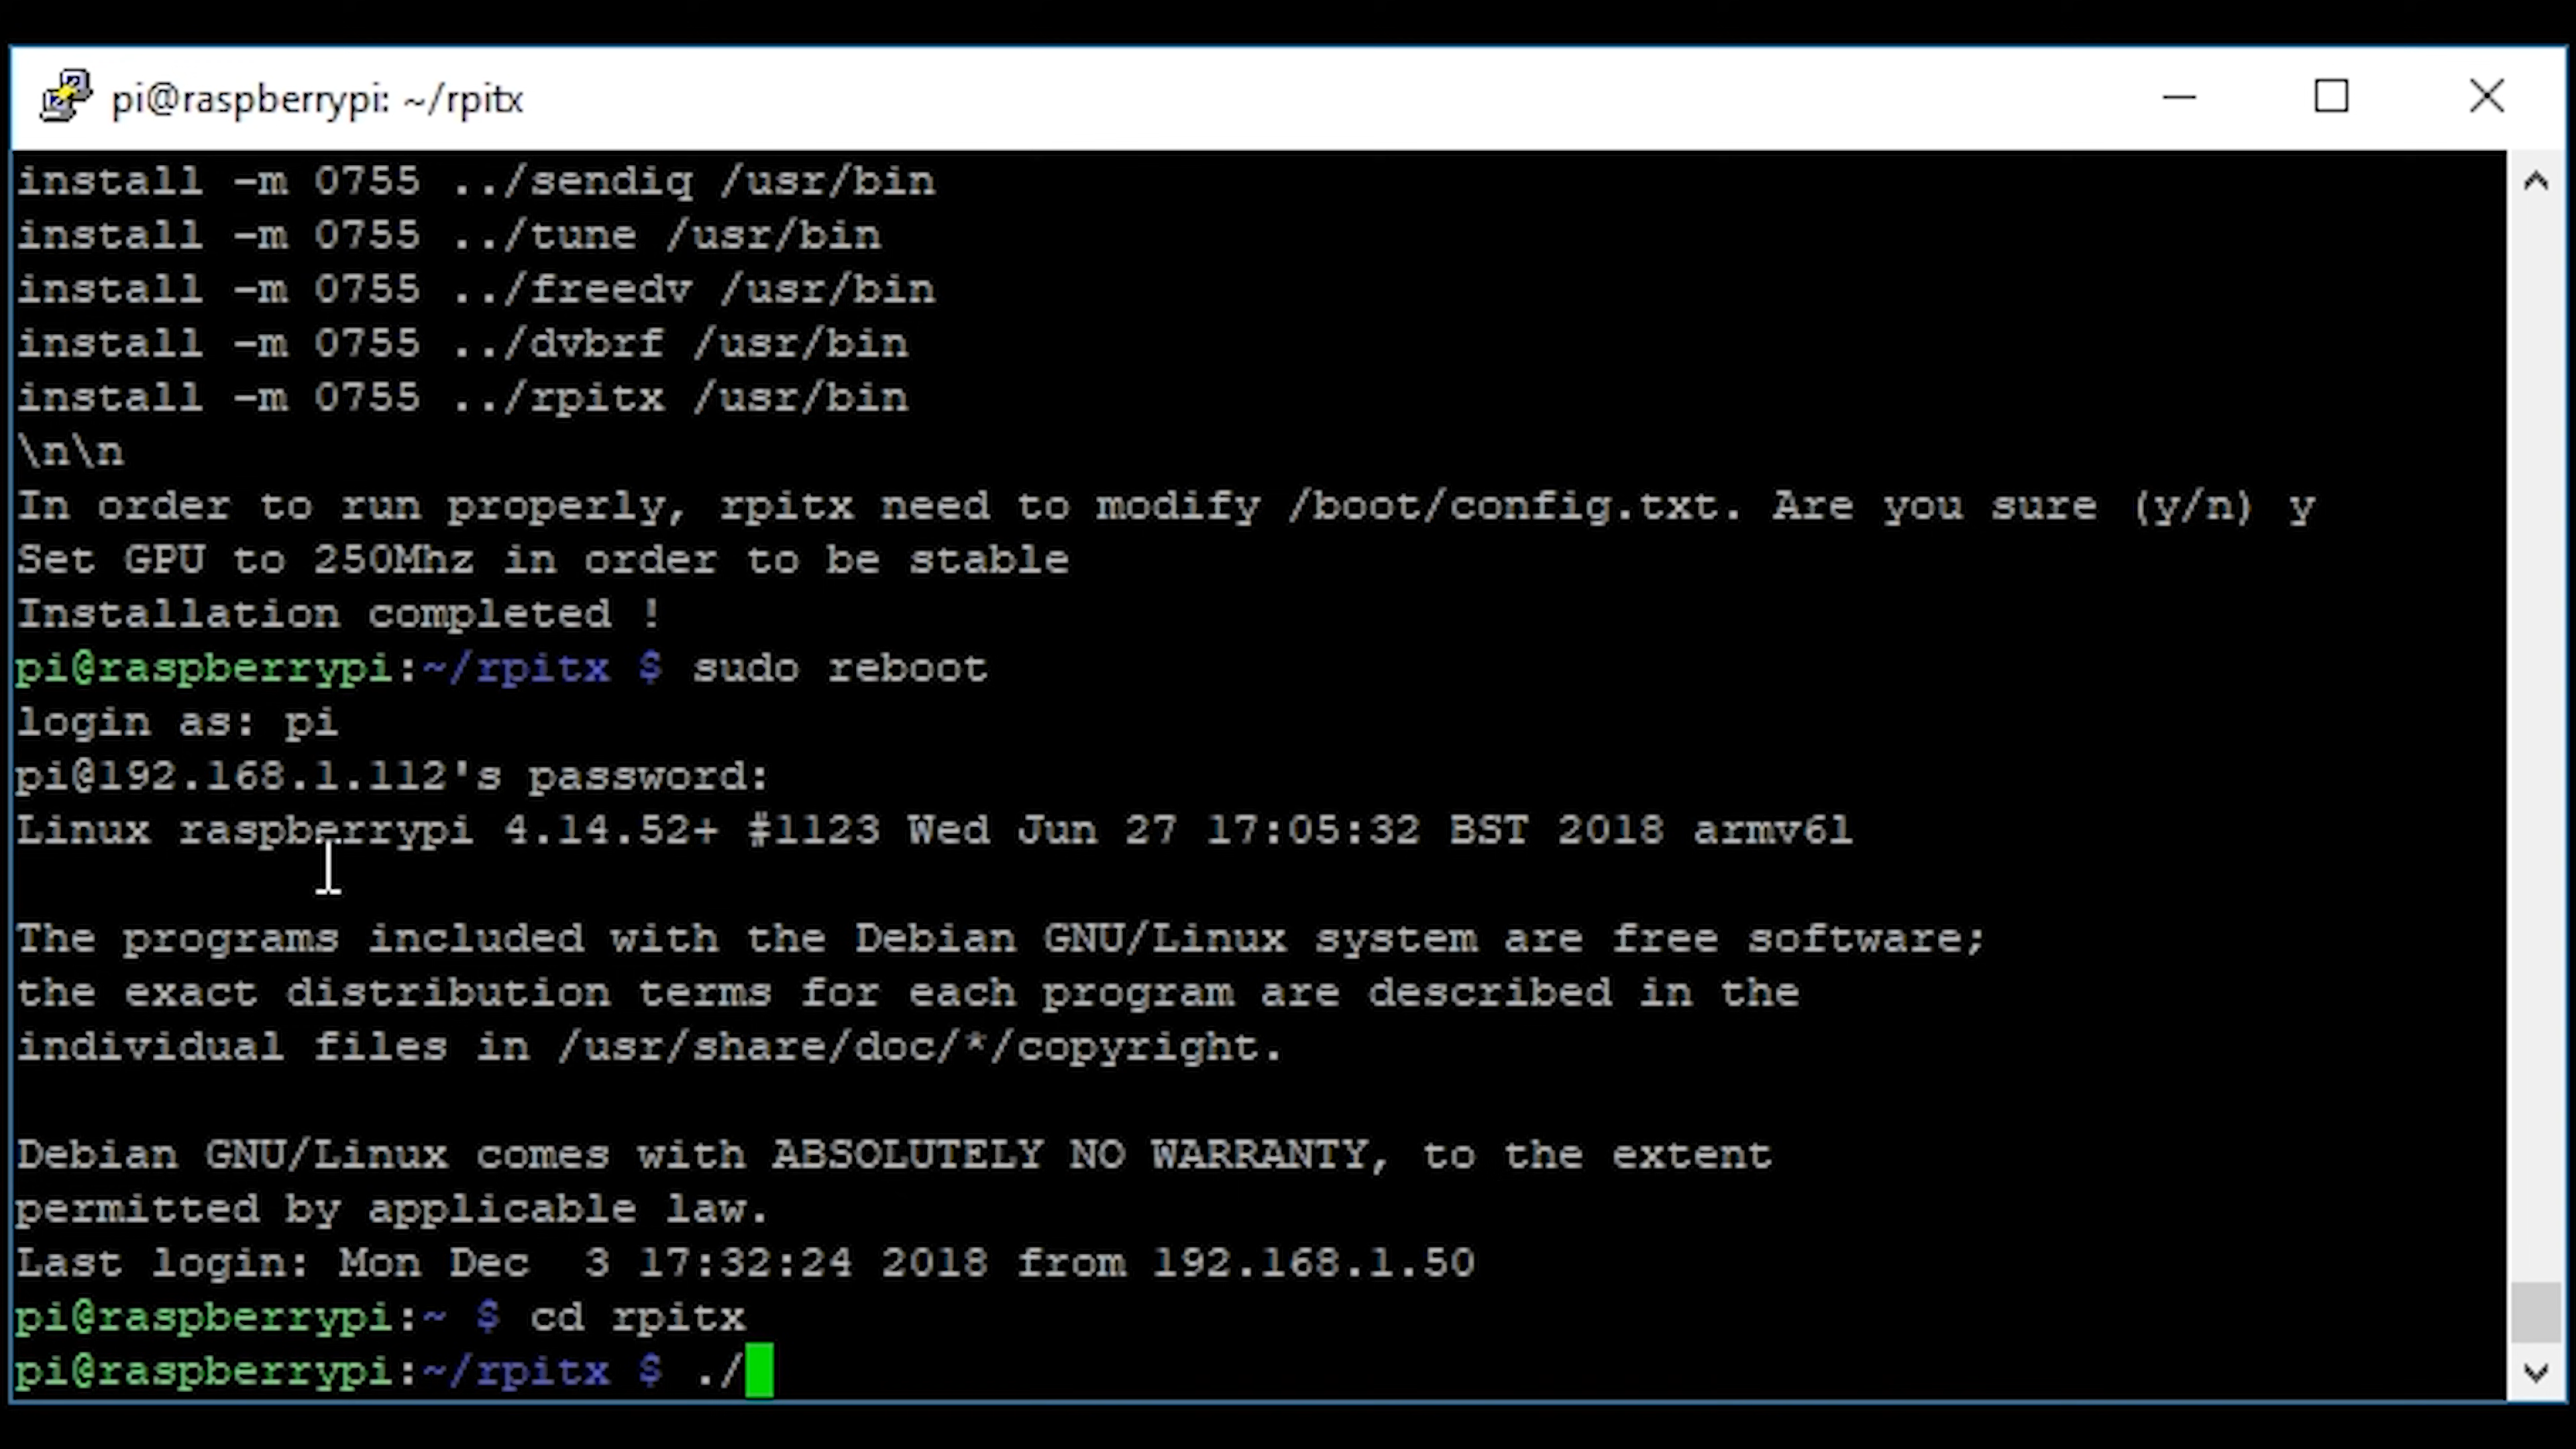 pi@raspberrypi: ~/rpitx
install -m 0755 ../sendiq /usr/bin
install -m 0755 ../tune /usr/bin
install -m 0755 ../freedv /usr/bin
install -m 0755 ../dvbrf /usr/bin
install -m 0755 ../rpitx /usr/bin
\n\n
In order to run properly, rpitx need to modify /boot/config.txt. Are you sure (y/n) y
Set GPU to 250Mhz in order to be stable
Installation completed !
pi@raspberrypi:~/rpitx $ sudo reboot
login as: pi
pi@192.168.1.112's password:
Linux raspberrypi 4.14.52+ #1123 Wed Jun 27 17:05:32 BST 2018 armv6l
The programs included with the Debian GNU/Linux system are free software;
the exact distribution terms for each program are described in the
individual files in /usr/share/doc/*/copyright.
Debian GNU/Linux comes with ABSOLUTELY NO WARRANTY, to the extent
permitted by applicable law.
Last login: Mon Dec  3 17:32:24 2018 from 192.168.1.50
pi@raspberrypi:~ $ cd rpitx
pi@raspberrypi:~/rpitx $ ./